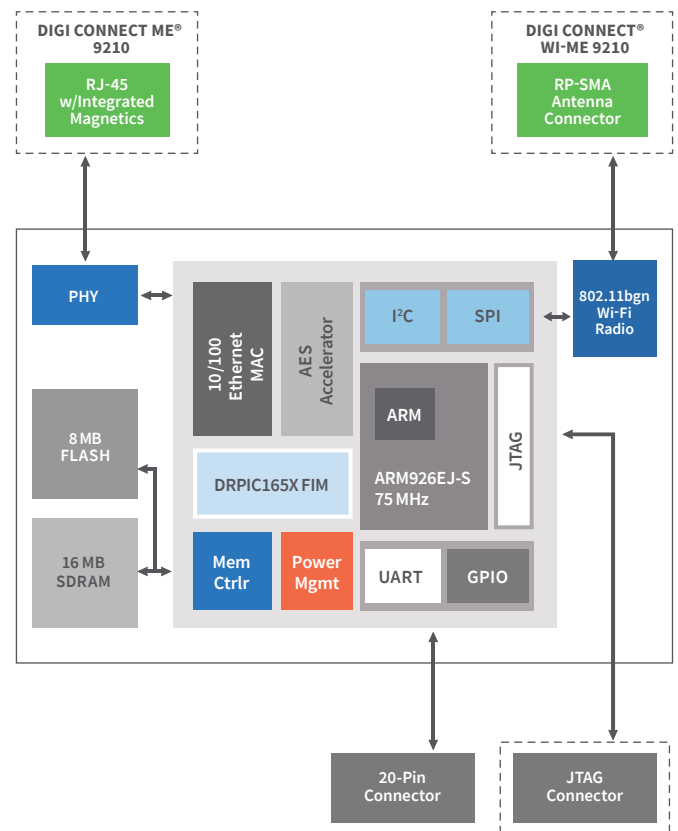 DIGI CONNECT ME®
9210
RJ-45
w/Integrated
Magnetics
DIGI CONNECT®
WI-ME 9210
RP-SMA
Antenna
Connector
PHY
10/100
Ethernet
MAC
AES
Accelerator
I²C
SPI
802.11bgn
Wi-Fi
Radio
8 MB
FLASH
ARM
ARM926EJ-S
75 MHz
JTAG
DRPIC165X FIM
16 MB
SDRAM
Mem
Ctrlr
Power
Mgmt
UART
GPIO
20-Pin
Connector
JTAG
Connector